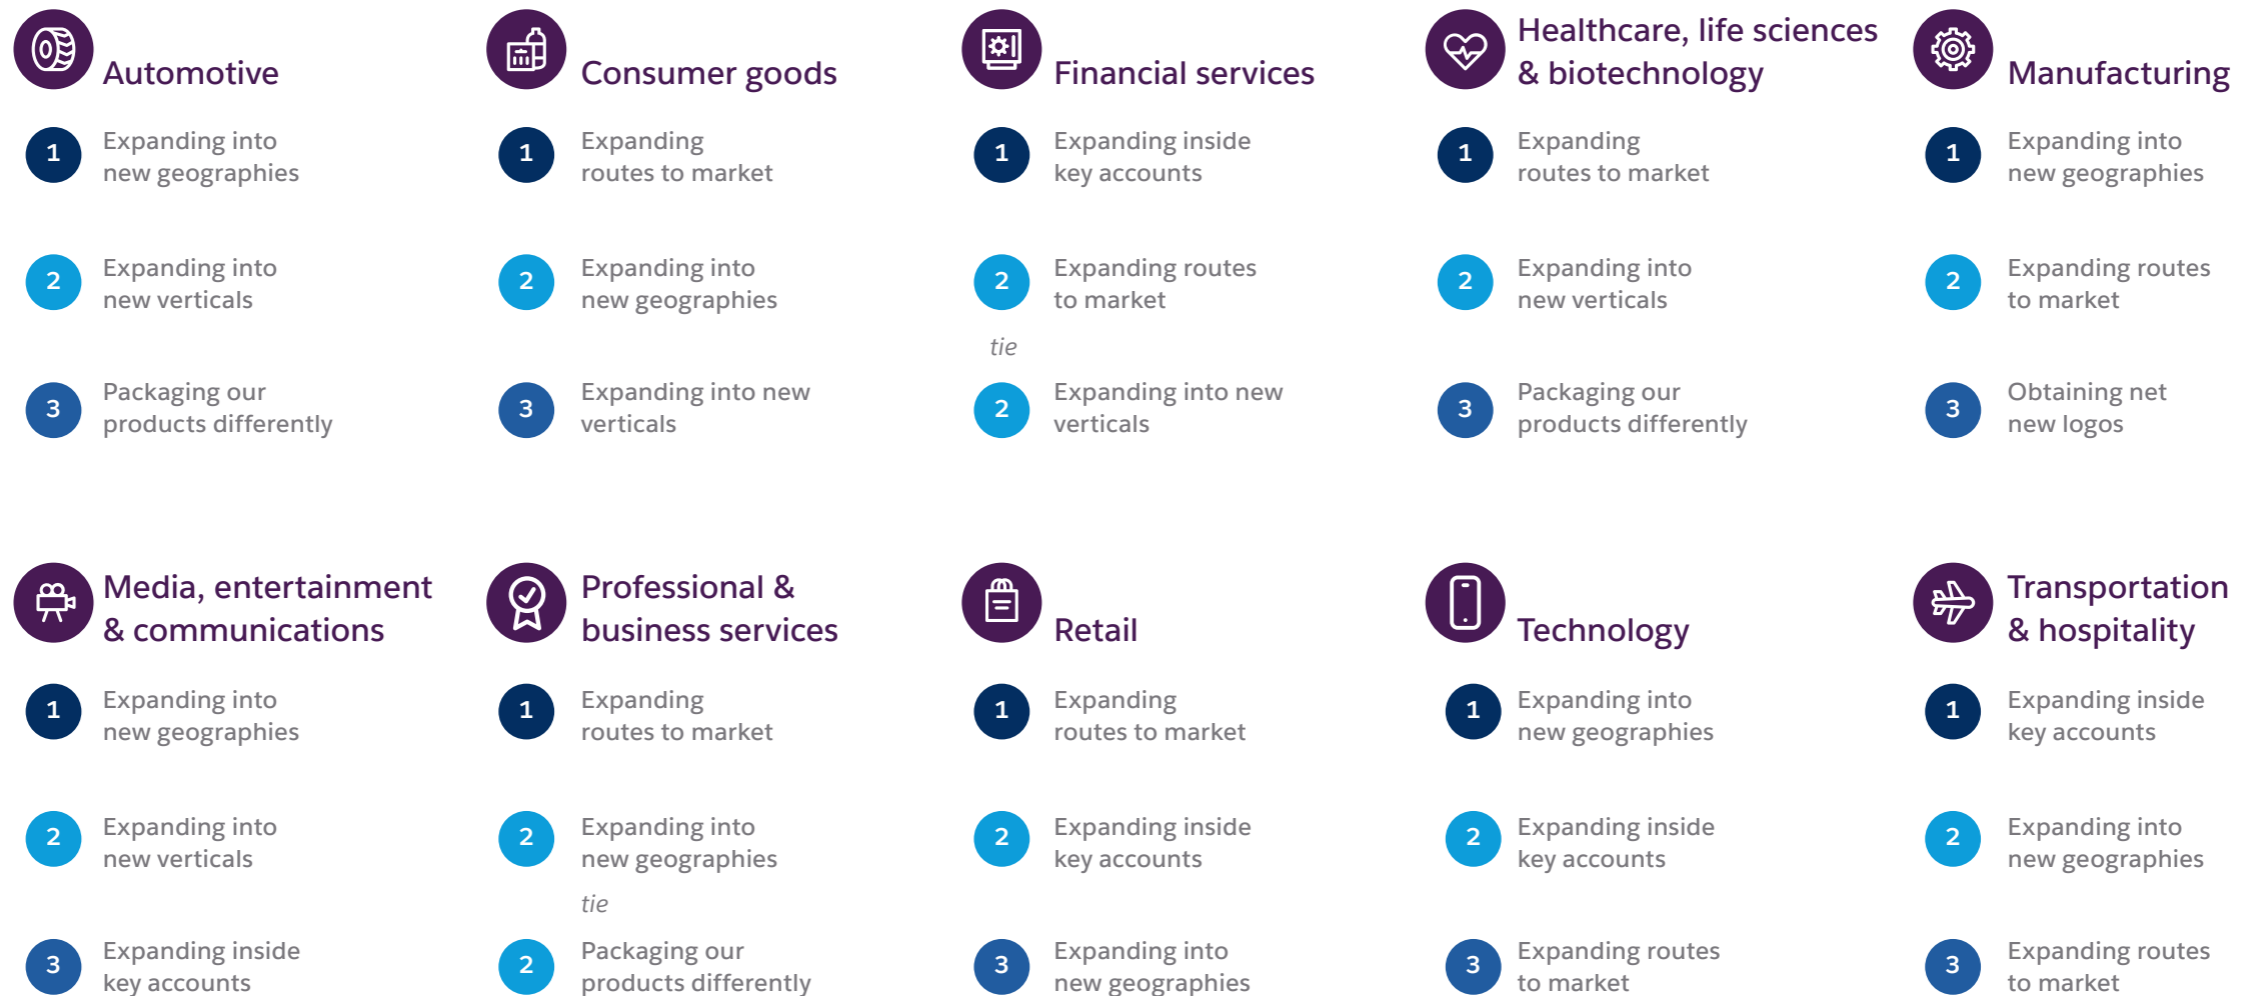 Automotive
1
Expanding into
new geographies
2
Expanding into
new verticals
3
Packaging our
products differently
Consumer goods
1
Expanding
routes to market
2
Expanding into
new geographies
3
Expanding into new
verticals
Financial services
1
Expanding inside
key accounts
2
Expanding routes
to market
tie
2
Expanding into new
verticals
Healthcare, life sciences
& biotechnology
1
Expanding
routes to market
2
Expanding into
new verticals
3
Packaging our
products differently
Manufacturing
1
Expanding into
new geographies
2
Expanding routes
to market
3
Obtaining net
new logos
Media, entertainment
& communications
1
Expanding into
new geographies
2
Expanding into
new verticals
3
Expanding inside
key accounts
Professional &
business services
1
Expanding
routes to market
2
Expanding into
new geographies
tie
2
Packaging our
products differently
Retail
1
Expanding
routes to market
2
Expanding inside
key accounts
3
Expanding into
new geographies
Technology
1
Expanding into
new geographies
2
Expanding inside
key accounts
3
Expanding routes
to market
Transportation
& hospitality
1
Expanding inside
key accounts
2
Expanding into
new geographies
3
Expanding routes
to market